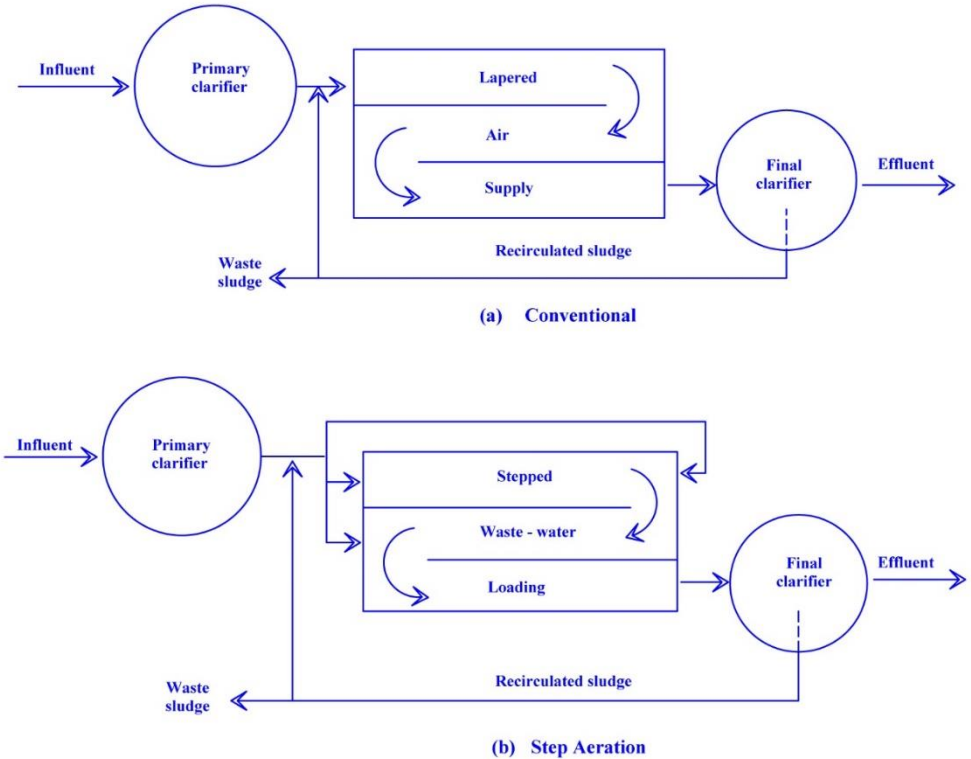 Influent
Primary
clarifier
Lapered
Air
Supply
Final
clarifier
Effluent
Recirculated sludge
Waste
sludge
(a) Conventional
Influent
Primary
clarifier
Stepped
Waste - water
Loading
Final
clarifier
Effluent
Recirculated sludge
Waste
sludge
(b) Step Aeration